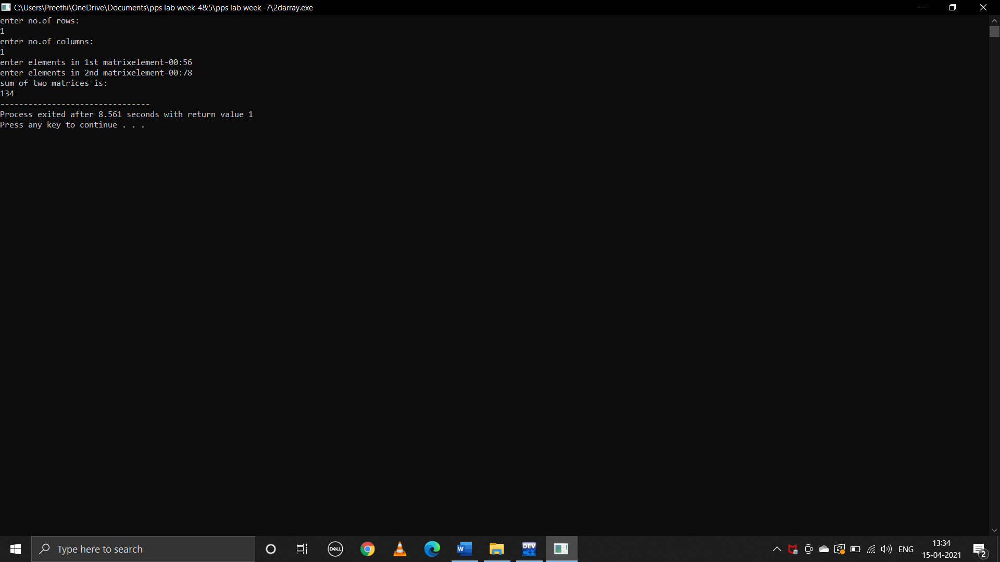 C:\Users\Preethi\OneDrive\Documents\pps lab week-4&5\pps lab week -7\2darray.exe
enter no.of rows:
1
enter no.of columns:
1
enter elements in 1st matrixelement-00:56
enter elements in 2nd matrixelement-00:78
sum of two matrices is:
134
--------------------------------
Process exited after 8.561 seconds with return value 1
Press any key to continue . . .
Type here to search
DELL
W
DEV
C++
ENG
13:34
15-04-2021
2